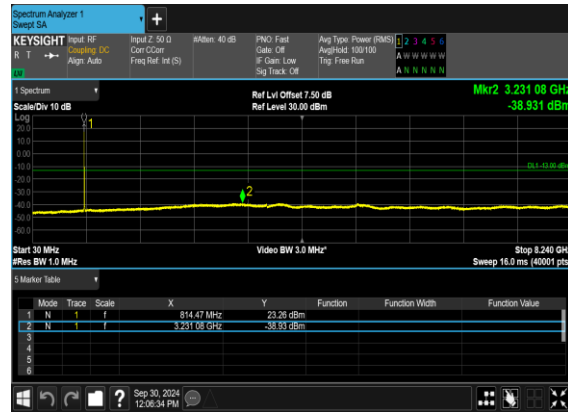 Spectrum Analyzer 1
Swept SA
KEYSIGHT
R T
Input: RF
Coupling: DC
Align: Auto
Input Z: 50 Ω
Corr CCorr
Freq Ref: Int (S)
#Atten: 40 dB
PNO: Fast
Gate: Off
IF Gain: Low
Sig Track: Off
Avg Type: Power (RMS)
Avg|Hold: 100/100
Trig: Free Run
1 2 3 4 5 6
A W W W W W
A N N N N N
1 Spectrum
Scale/Div 10 dB
Ref Lvl Offset 7.50 dB
Ref Level 30.00 dBm
Mkr2 3.231 08 GHz
-38.931 dBm
Log
20.0
10.0
0.00
-10.0
-20.0
-30.0
-40.0
-50.0
-60.0
1
2
DL1 -13.00 dBm
Start 30 MHz
#Res BW 1.0 MHz
Video BW 3.0 MHz*
Stop 8.240 GHz
Sweep 16.0 ms (40001 pts)
5 Marker Table
Mode Trace Scale X Y Function Function Width Function Value
1 N 1 f 814.47 MHz 23.26 dBm
2 N 1 f 3.231 08 GHz -38.93 dBm
3
4
5
6
?
Sep 30, 2024
12:06:34 PM